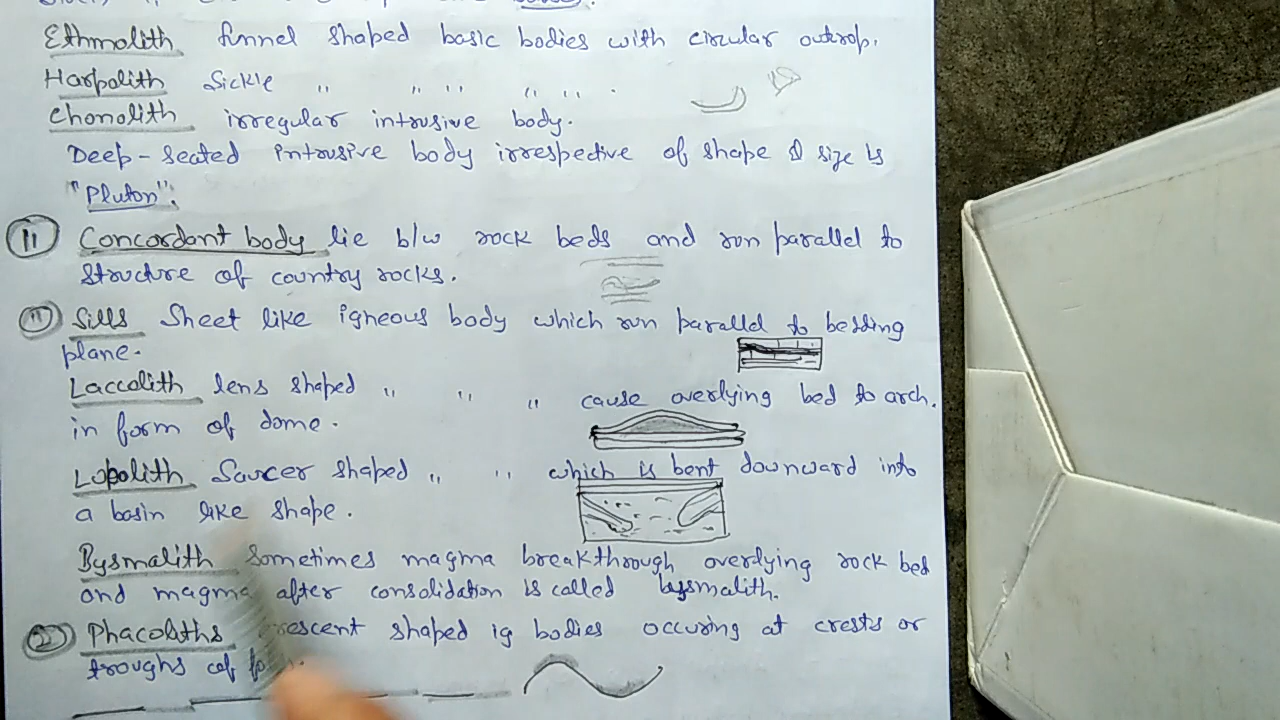 Ethmolith funnel shaped basic bodies with circular outrop.
Harpolith Sickle " " " " " .
Chonolith irregular intrusive body.
Deep-seated intrusive body irrespective of shape & size is
"Pluton".
11 Concordant body lie b/w rock beds and run parallel to
structure of country rocks.
11 Sills Sheet like igneous body which run parallel to bedding
plane.
Laccolith lens shaped " " " cause overlying bed to arch.
in form of dome.
Lopolith Saucer shaped " " which is bent downward into
a basin like shape.
Bysmalith Sometimes magma breakthrough overlying rock bed
and magma after consolidation is called bysmalith.
2 Phacoliths crescent shaped ig bodies occuring at crests or
troughs of